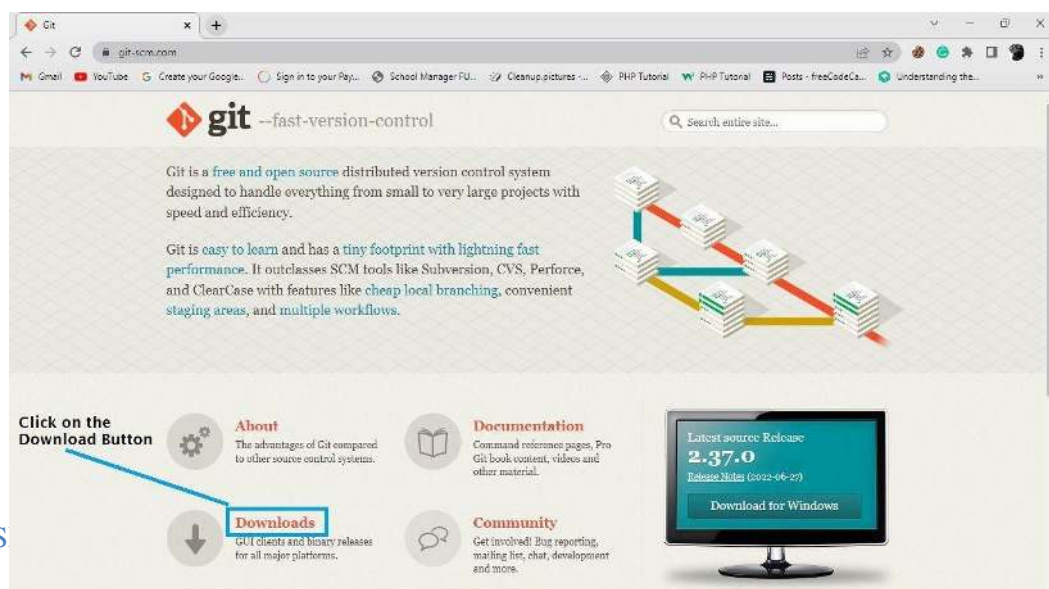 Git
git-scm.com
Gmail YouTube Create your Google.. Sign in to your Pay... School Manager FU... Cleanup.pictures -... PHP Tutorial PHP Tutorial Posts - freeCodeCa... Understanding the...
git --fast-version-control
Search entire site...
Git is a free and open source distributed version control system
designed to handle everything from small to very large projects with
speed and efficiency.
Git is easy to learn and has a tiny footprint with lightning fast
performance. It outclasses SCM tools like Subversion, CVS, Perforce,
and ClearCase with features like cheap local branching, convenient
staging areas, and multiple workflows.
Click on the
Download Button
About
The advantages of Git compared
to other source control systems.
Documentation
Command reference pages, Pro
Git book content, videos and
other material.
Downloads
GUI clients and binary releases
for all major platforms.
Community
Get involved! Bug reporting,
mailing list, chat, development
and more.
Latest source Release
2.37.0
Release Notes (2022-06-27)
Download for Windows
s